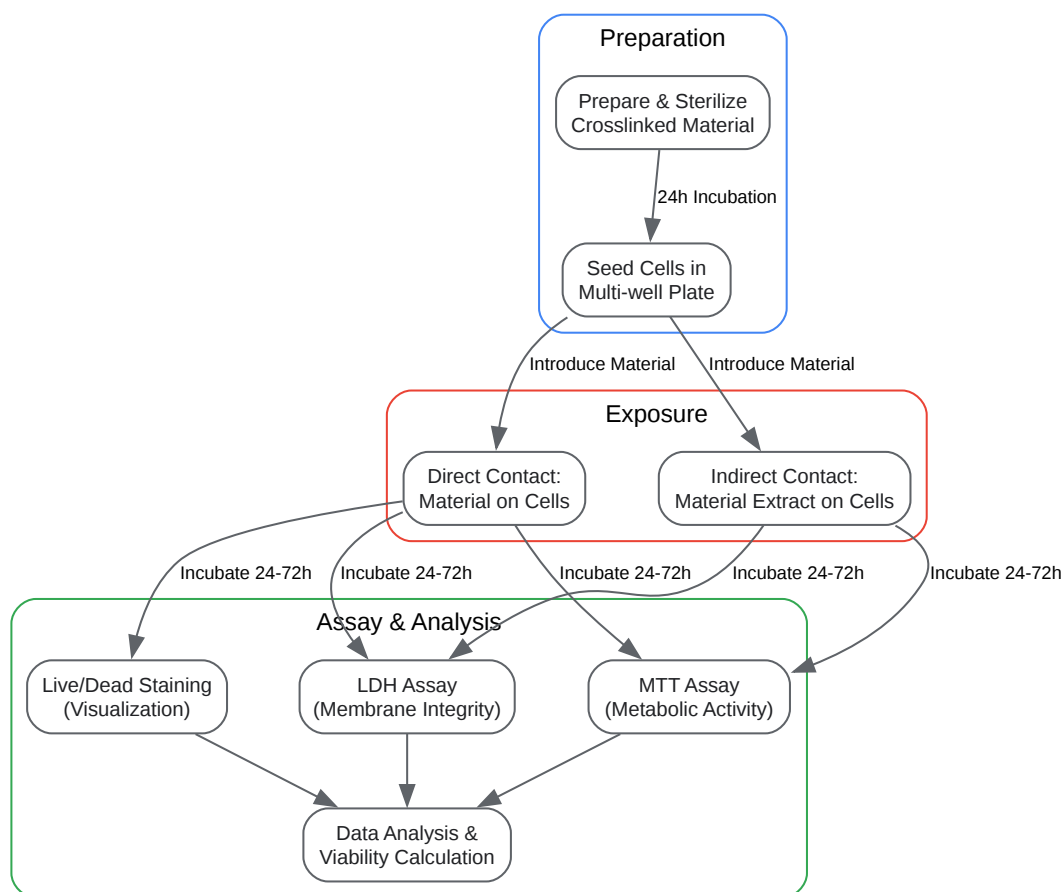 Preparation
Prepare & Sterilize
Crosslinked Material
24h Incubation
Seed Cells in
Multi-well Plate
Introduce Material
Introduce Material
Exposure
Direct Contact:
Material on Cells
Indirect Contact:
Material Extract on Cells
Incubate 24-72h
Incubate 24-72h
Incubate 24-72h
Incubate 24-72h
Incubate 24-72h
Assay & Analysis
Live/Dead Staining
(Visualization)
LDH Assay
(Membrane Integrity)
MTT Assay
(Metabolic Activity)
Data Analysis &
Viability Calculation